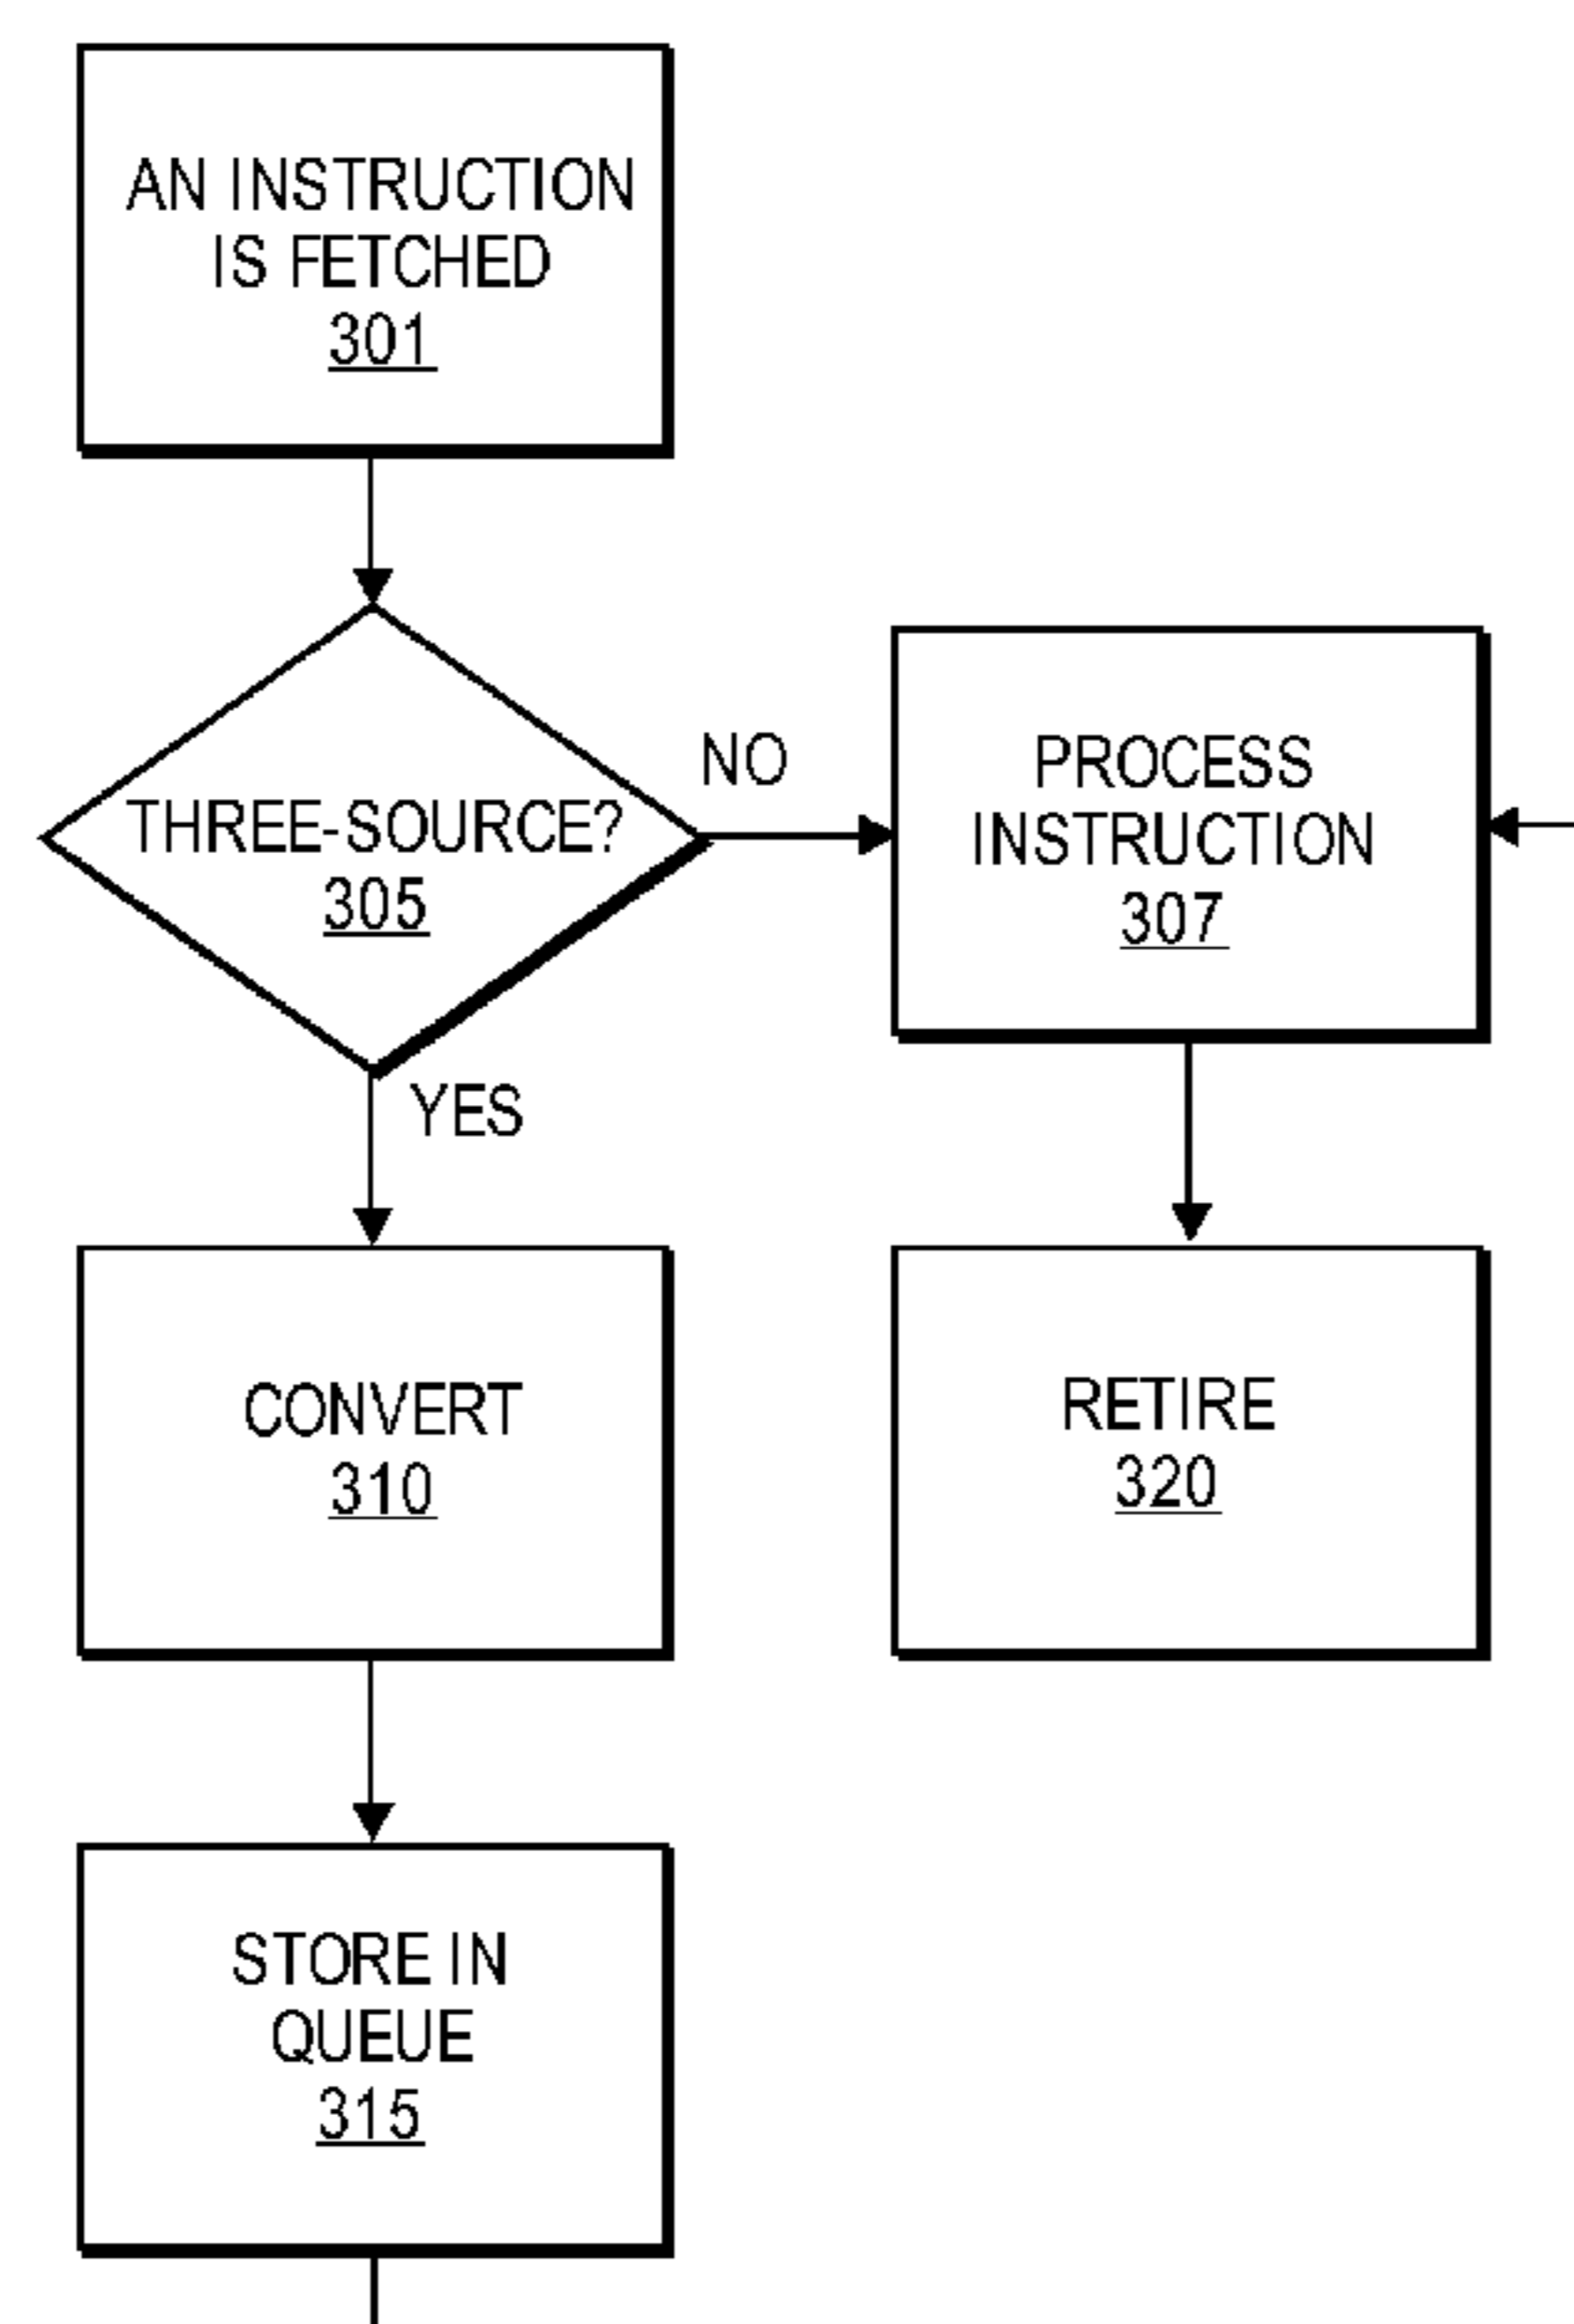 AN INSTRUCTION
IS FETCHED
301
THREE-SOURCE?
305
NO
YES
PROCESS
INSTRUCTION
307
CONVERT
310
RETIRE
320
STORE IN
QUEUE
315